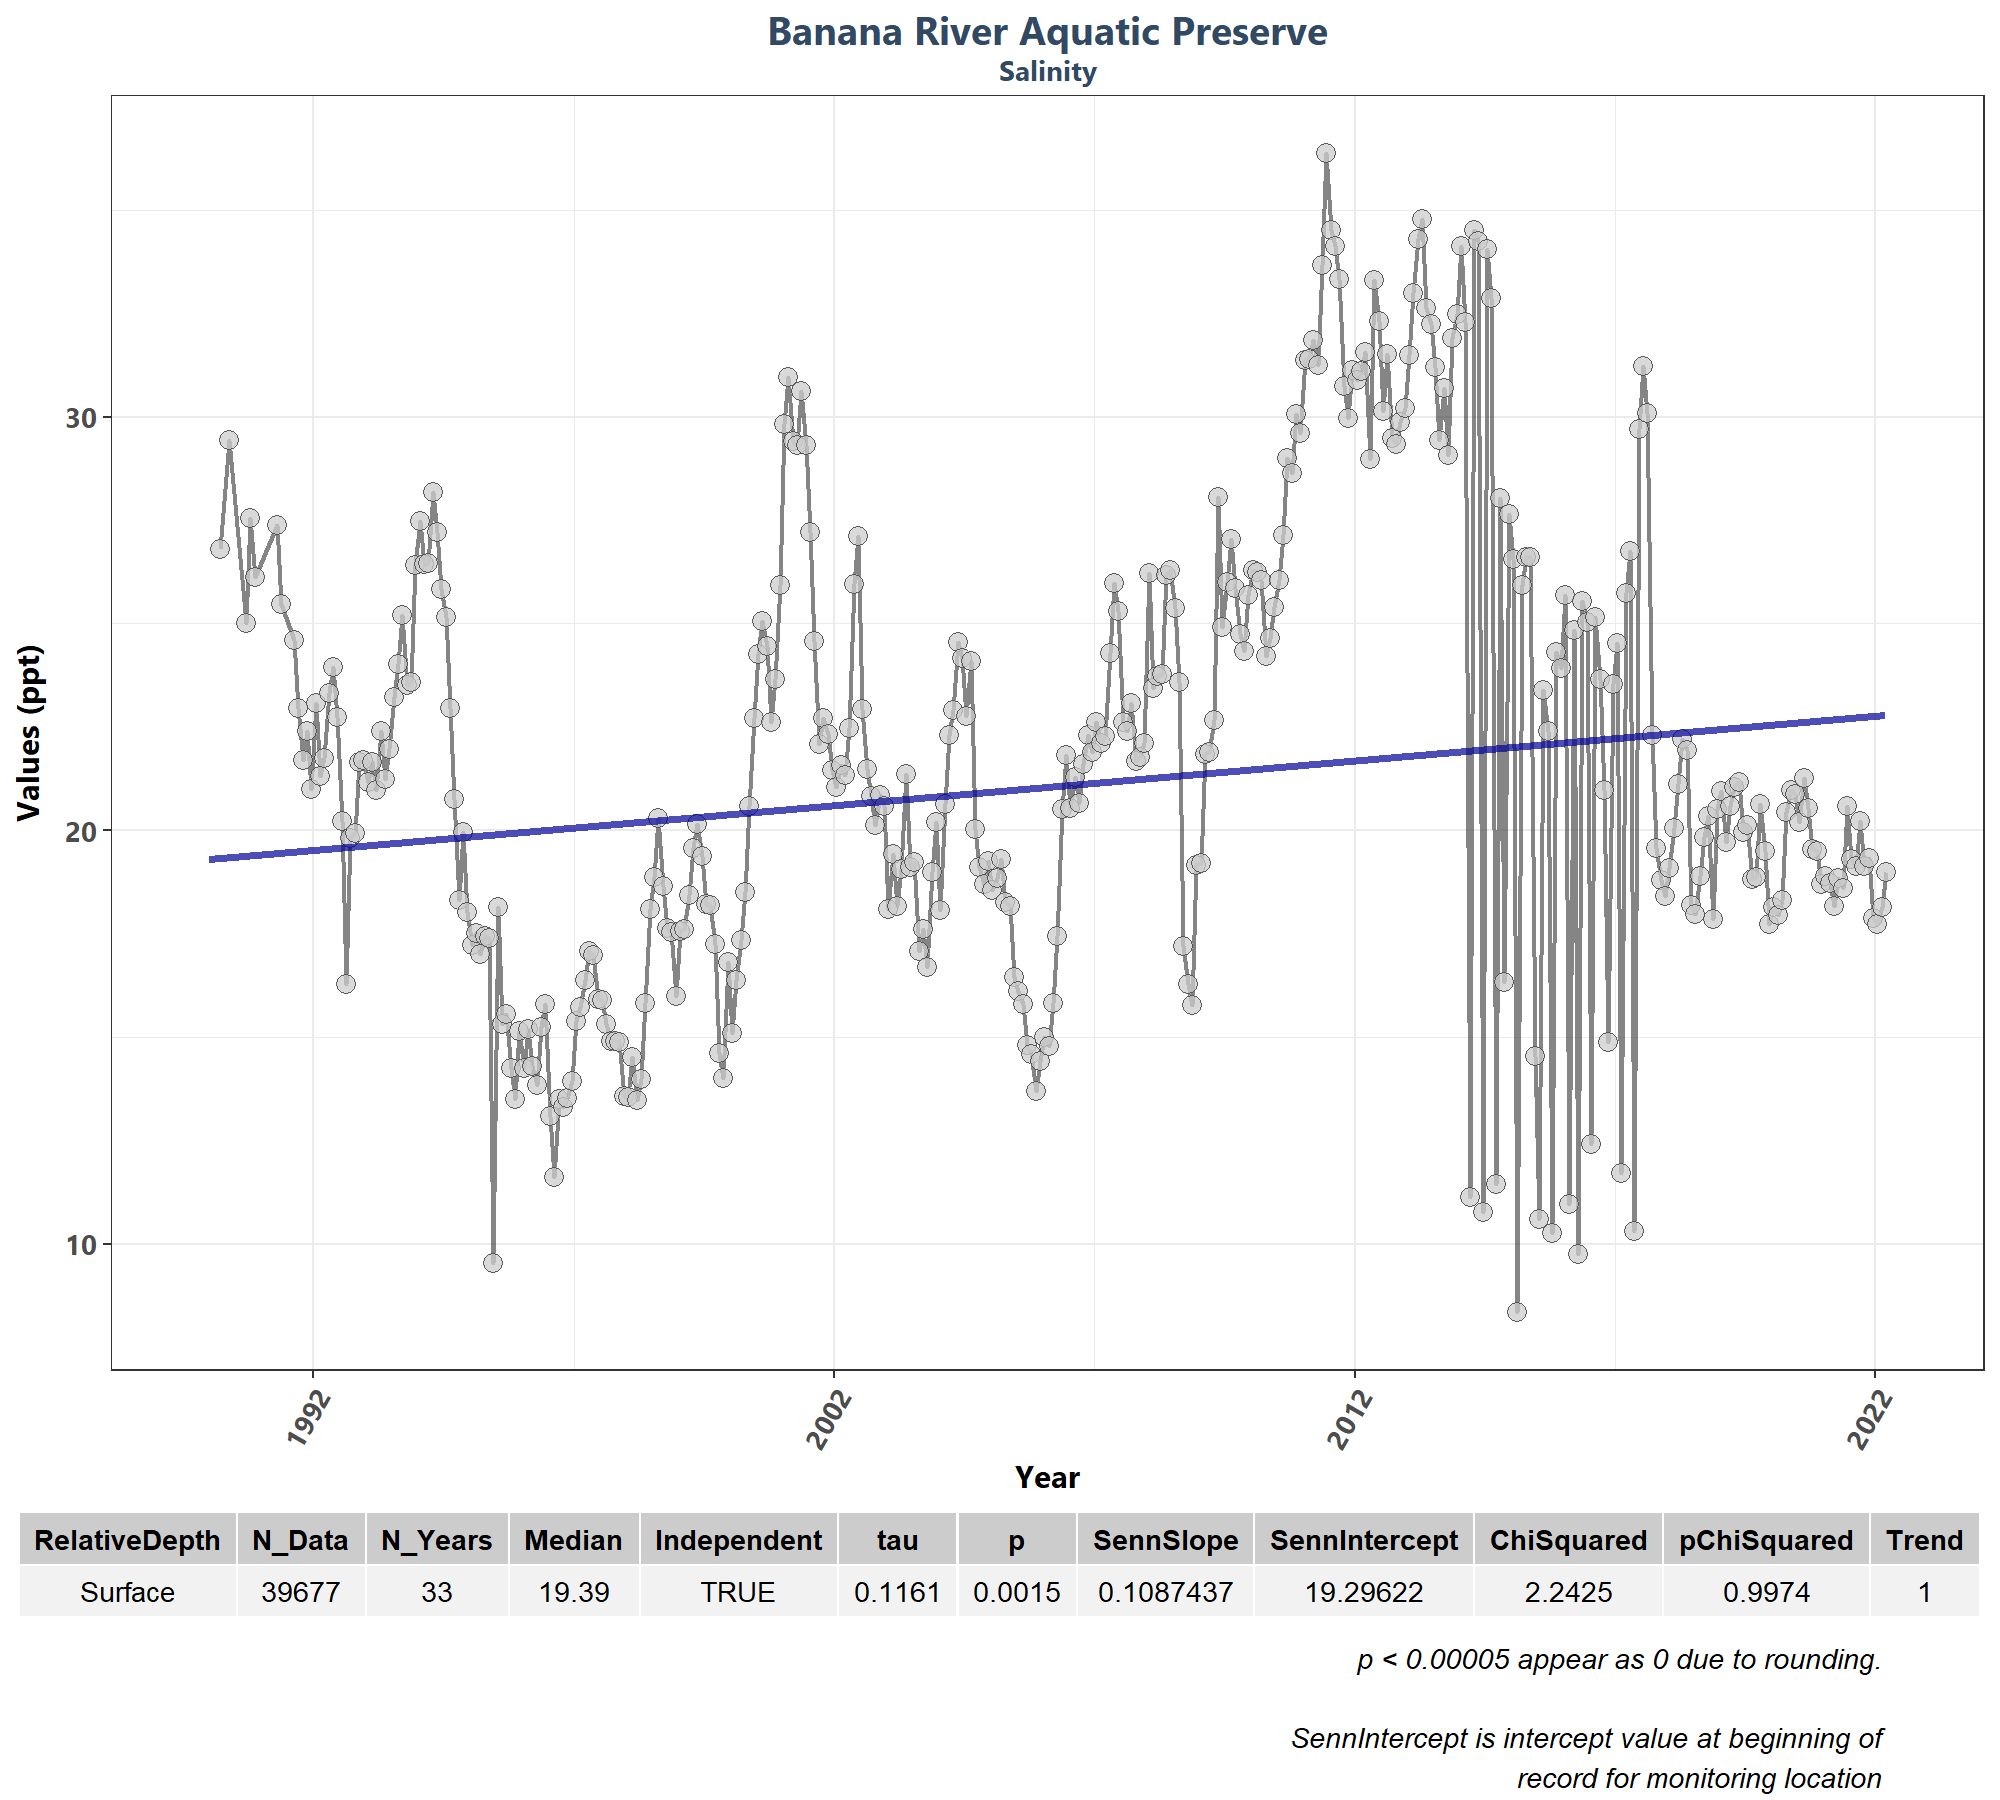 Banana River Aquatic Preserve
Salinity
Values (ppt)
30
20
10
1992
2002
2012
2022
Year
RelativeDepth N_Data N_Years Median Independent tau p SennSlope SennIntercept ChiSquared pChiSquared Trend
Surface 39677 33 19.39 TRUE 0.1161 0.0015 0.1087437 19.29622 2.2425 0.9974 1
p < 0.00005 appear as 0 due to rounding.
SennIntercept is intercept value at beginning of
record for monitoring location